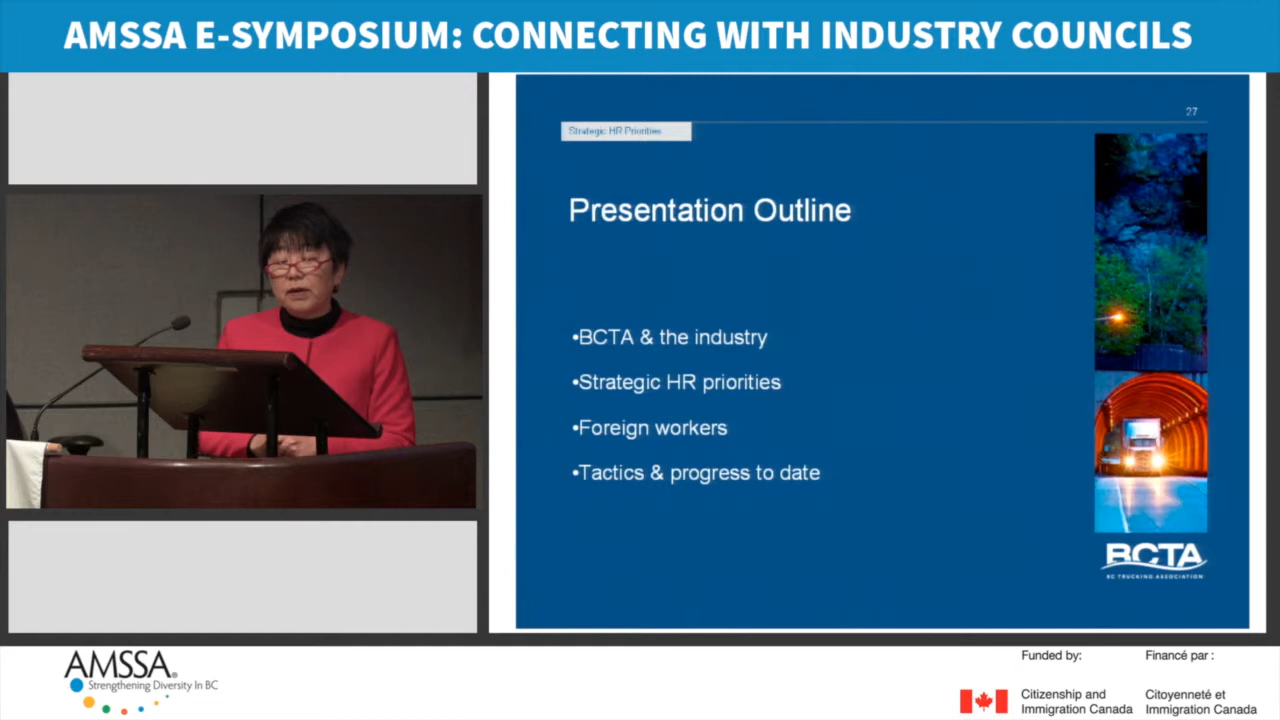 AMSSA E-SYMPOSIUM: CONNECTING WITH INDUSTRY COUNCILS
27
Strategic HR Priorities
Presentation Outline
•BCTA & the industry
•Strategic HR priorities
•Foreign workers
•Tactics & progress to date
BCTA
BC TRUCKING ASSOCIATION
AMSSA®
Strengthening Diversity In BC
Funded by:
Financé par :
Citizenship and
Immigration Canada
Citoyenneté et
Immigration Canada